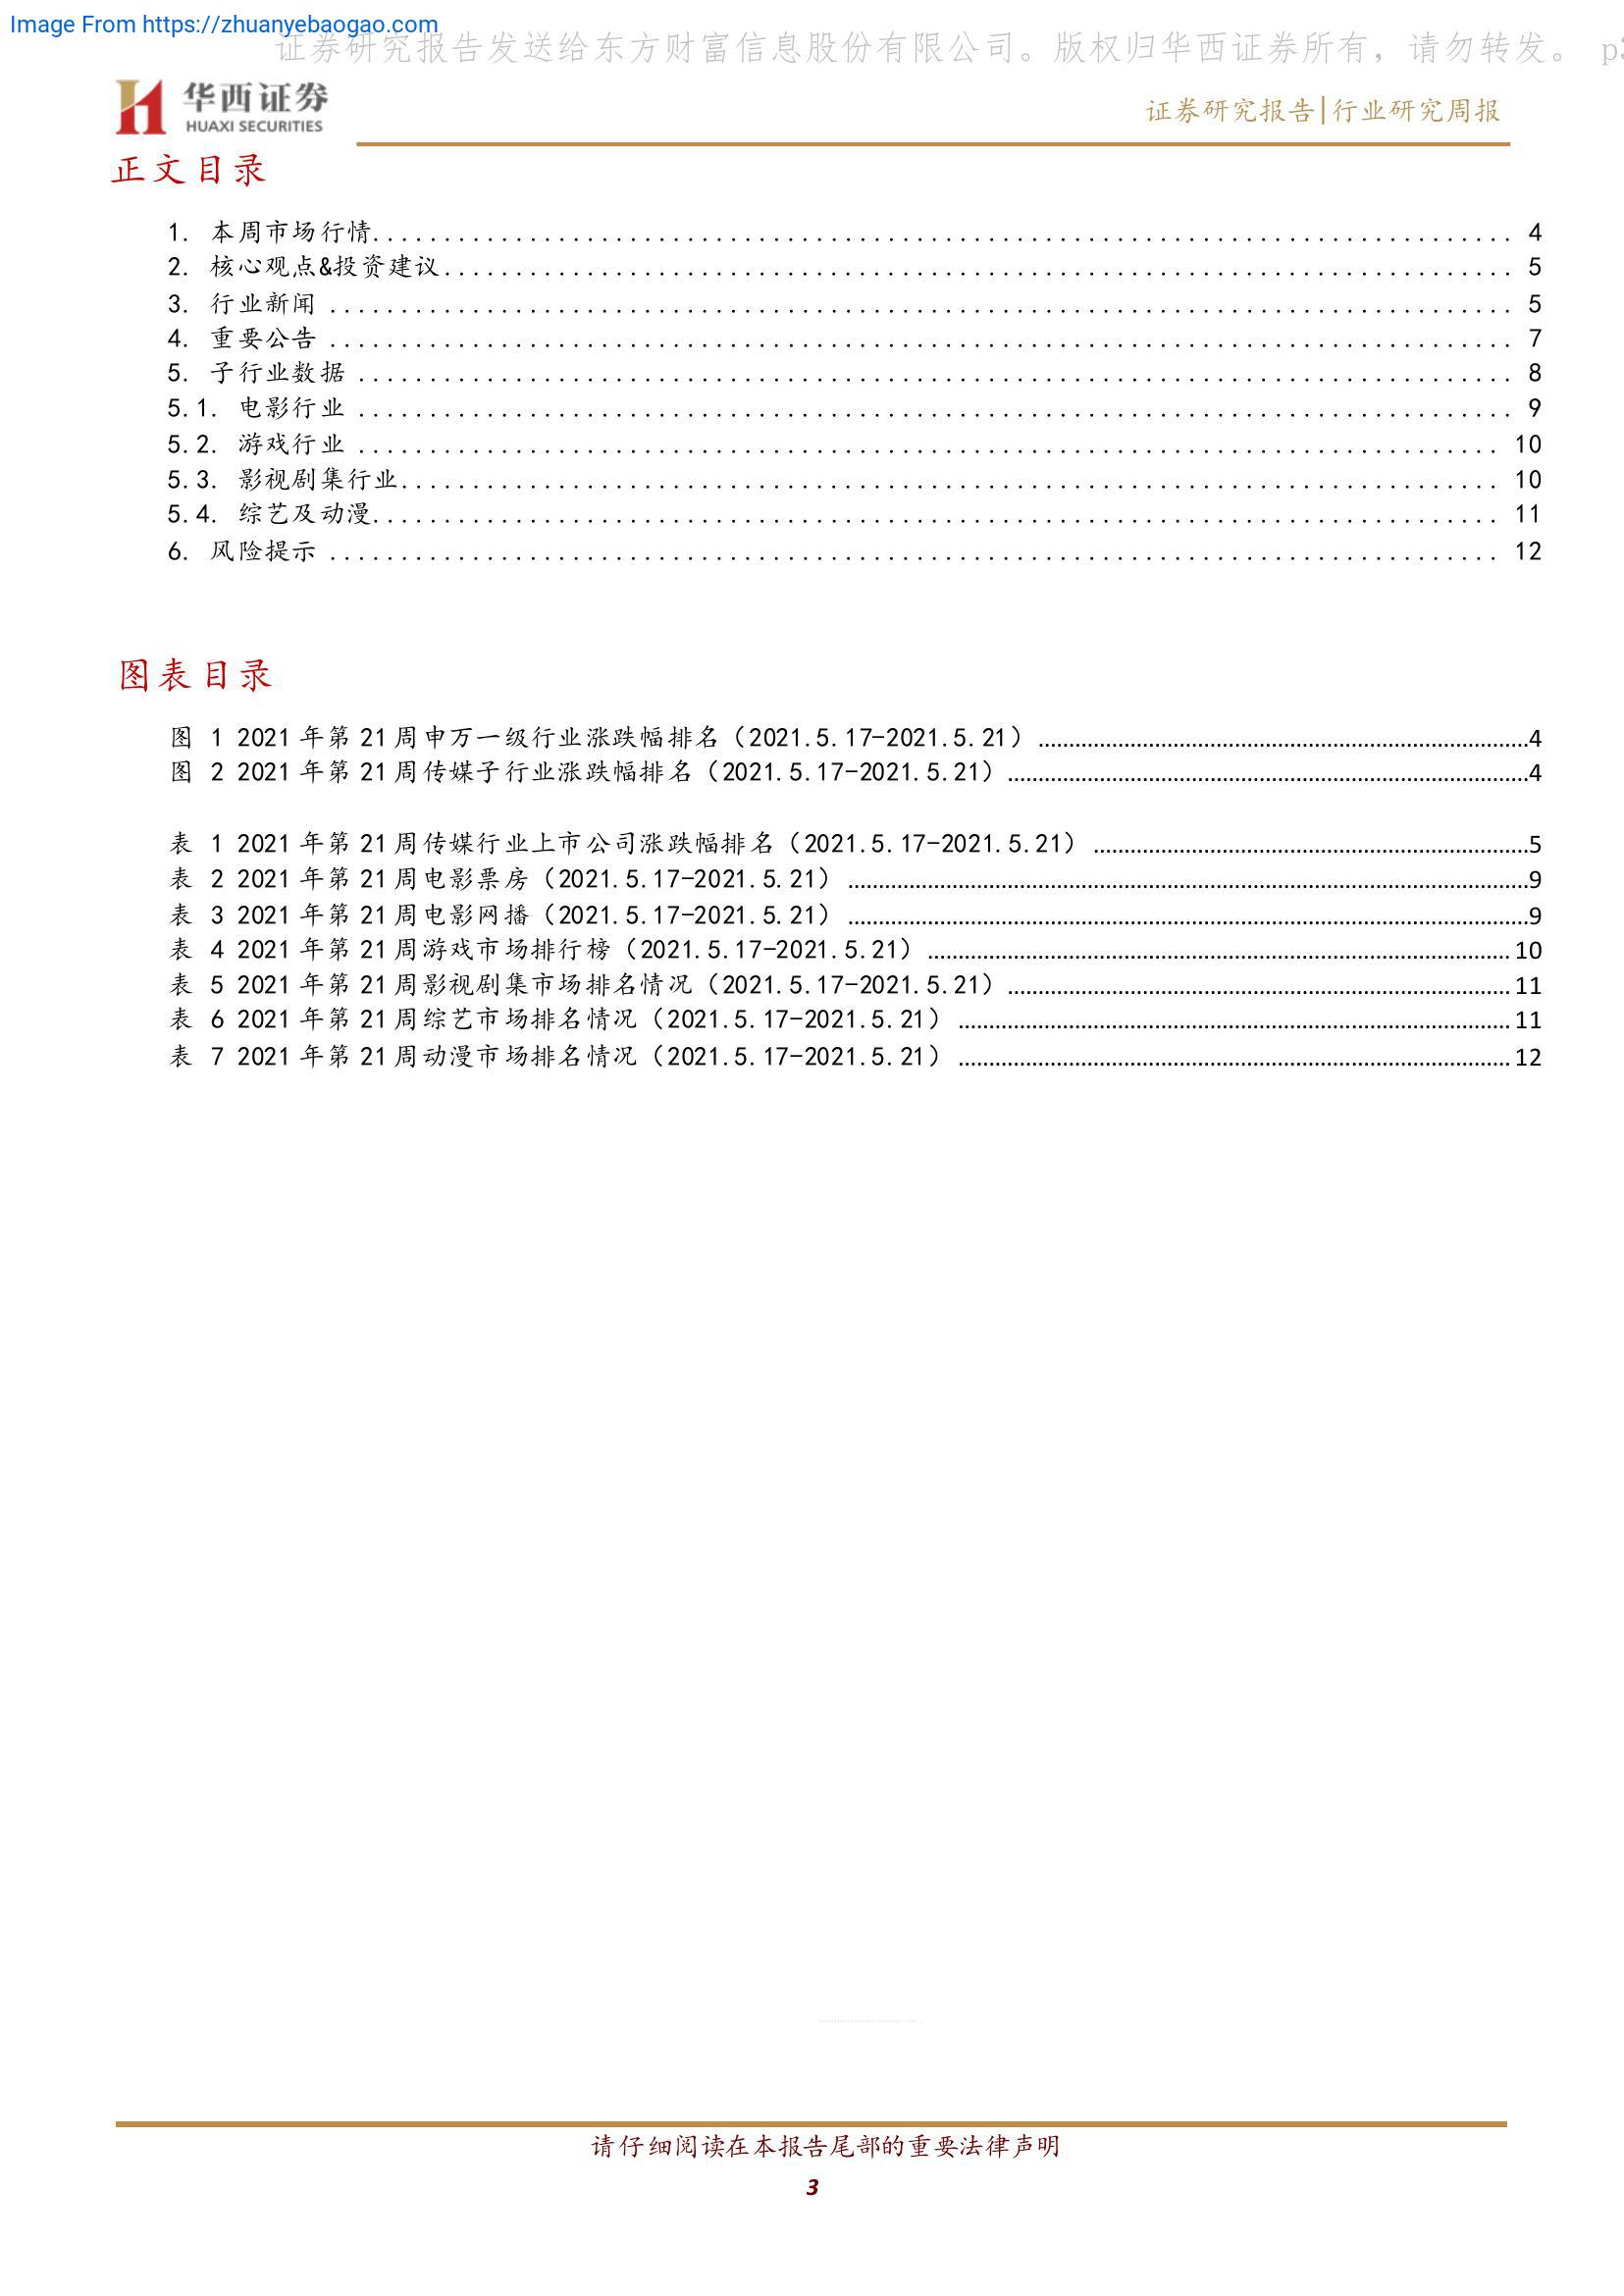 Image From https://zhuanyebaogao.com
证券研究报告发送给东方财富信息股份有限公司。版权归华西证券所有，请勿转发。 p3
华西证券
HUAXI SECURITIES
证券研究报告|行业研究周报
正文目录
1. 本周市场行情................................................................................ 4
2. 核心观点&投资建议........................................................................... 5
3. 行业新闻 ................................................................................... 5
4. 重要公告 ................................................................................... 7
5. 子行业数据 ................................................................................. 8
5.1. 电影行业 ................................................................................. 9
5.2. 游戏行业 ................................................................................ 10
5.3. 影视剧集行业............................................................................. 10
5.4. 综艺及动漫............................................................................... 11
6. 风险提示 .................................................................................. 12
图表目录
图 1 2021 年第 21 周申万一级行业涨跌幅排名（2021.5.17-2021.5.21） ................................................................................4
图 2 2021 年第 21 周传媒子行业涨跌幅排名（2021.5.17-2021.5.21） .....................................................................................4
表 1 2021 年第 21 周传媒行业上市公司涨跌幅排名（2021.5.17-2021.5.21） .......................................................................5
表 2 2021 年第 21 周电影票房（2021.5.17-2021.5.21） ...............................................................................................................9
表 3 2021 年第 21 周电影网播（2021.5.17-2021.5.21） ...............................................................................................................9
表 4 2021 年第 21 周游戏市场排行榜（2021.5.17-2021.5.21） ............................................................................................... 10
表 5 2021 年第 21 周影视剧集市场排名情况（2021.5.17-2021.5.21） .................................................................................. 11
表 6 2021 年第 21 周综艺市场排名情况（2021.5.17-2021.5.21） .......................................................................................... 11
表 7 2021 年第 21 周动漫市场排名情况（2021.5.17-2021.5.21） .......................................................................................... 12
请仔细阅读在本报告尾部的重要法律声明
3